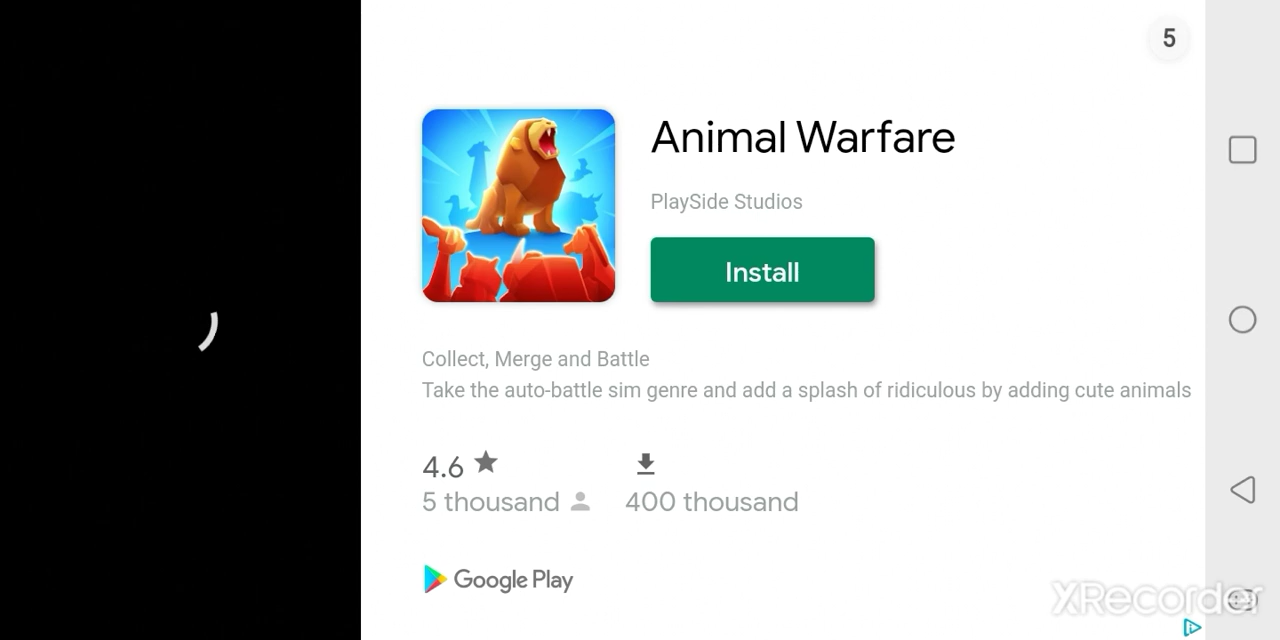 5
Animal Warfare
PlaySide Studios
Install
Collect, Merge and Battle
Take the auto-battle sim genre and add a splash of ridiculous by adding cute animals
4.6
5 thousand
400 thousand
Google Play
XRecorder